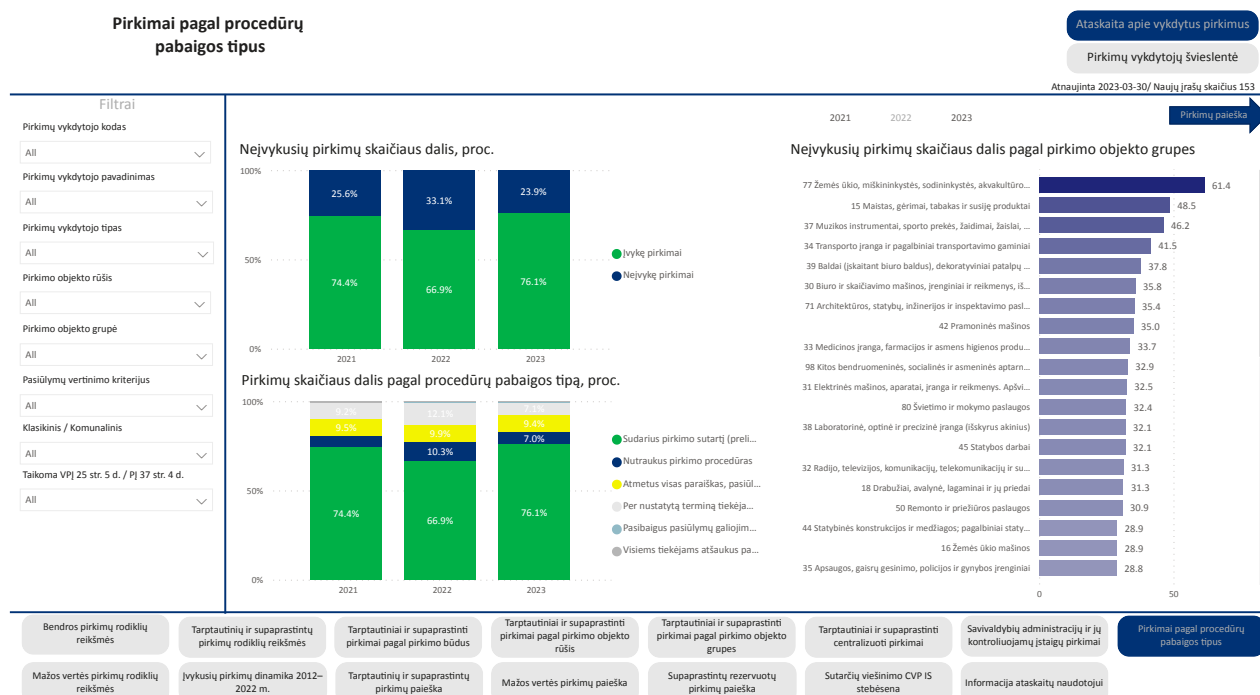 Pirkimai pagal procedūrų
pabaigos tipus
Ataskaita apie vykdytus pirkimus
Pirkimų vykdytojų švieslentė
Atnaujinta 2023-03-30/ Naujų įrašų skaičius 153
Filtrai
Pirkimų vykdytojo kodas
All
Pirkimų vykdytojo pavadinimas
All
Pirkimų vykdytojo tipas
All
Pirkimo objekto rūšis
All
Pirkimo objekto grupė
All
Pasiūlymų vertinimo kriterijus
All
Klasikinis / Komunalinis
All
Taikoma VPĮ 25 str. 5 d. / PĮ 37 str. 4 d.
All
2021 2022 2023
Pirkimų paieška
Neįvykusių pirkimų skaičiaus dalis, proc.
100%
50%
0%
25.6% 33.1% 23.9%
74.4% 66.9% 76.1%
2021 2022 2023
Įvykę pirkimai
Neįvykę pirkimai
Pirkimų skaičiaus dalis pagal procedūrų pabaigos tipą, proc.
100%
50%
0%
9.2% 12.1% 7.1%
9.5% 9.9% 9.4%
10.3% 7.0%
74.4% 66.9% 76.1%
2021 2022 2023
Sudarius pirkimo sutartį (preli...
Nutraukus pirkimo procedūras
Atmetus visas paraiškas, pasiūl...
Per nustatytą terminą tiekėja...
Pasibaigus pasiūlymų galiojim...
Visiems tiekėjams atšaukus pa...
Neįvykusių pirkimų skaičiaus dalis pagal pirkimo objekto grupes
77 Žemės ūkio, miškininkystės, sodininkystės, akvakultūro... 61.4
15 Maistas, gėrimai, tabakas ir susiję produktai 48.5
37 Muzikos instrumentai, sporto prekės, žaidimai, žaislai, ... 46.2
34 Transporto įranga ir pagalbiniai transportavimo gaminiai 41.5
39 Baldai (įskaitant biuro baldus), dekoratyviniai patalpų ... 37.8
30 Biuro ir skaičiavimo mašinos, įrenginiai ir reikmenys, iš... 35.8
71 Architektūros, statybų, inžinerijos ir inspektavimo pasl... 35.4
42 Pramoninės mašinos 35.0
33 Medicinos įranga, farmacijos ir asmens higienos produ... 33.7
98 Kitos bendruomeninės, socialinės ir asmeninės aptarn... 32.9
31 Elektrinės mašinos, aparatai, įranga ir reikmenys. Apšvi... 32.5
80 Švietimo ir mokymo paslaugos 32.4
38 Laboratorinė, optinė ir precizinė įranga (išskyrus akinius) 32.1
45 Statybos darbai 32.1
32 Radijo, televizijos, komunikacijų, telekomunikacijų ir su... 31.3
18 Drabužiai, avalynė, lagaminai ir jų priedai 31.3
50 Remonto ir priežiūros paslaugos 30.9
44 Statybinės konstrukcijos ir medžiagos; pagalbiniai staty... 28.9
16 Žemės ūkio mašinos 28.9
35 Apsaugos, gaisrų gesinimo, policijos ir gynybos įrenginiai 28.8
0 50
Bendros pirkimų rodiklių
reikšmės
Tarptautinių ir supaprastintų
pirkimų rodiklių reikšmės
Tarptautiniai ir supaprastinti
pirkimai pagal pirkimo būdus
Tarptautiniai ir supaprastinti
pirkimai pagal pirkimo objekto
rūšis
Tarptautiniai ir supaprastinti
pirkimai pagal pirkimo objekto
grupes
Tarptautiniai ir supaprastinti
centralizuoti pirkimai
Savivaldybių administracijų ir jų
kontroliuojamų įstaigų pirkimai
Pirkimai pagal procedūrų
pabaigos tipus
Mažos vertės pirkimų rodiklių
reikšmės
Įvykusių pirkimų dinamika 2012–
2022 m.
Tarptautinių ir supaprastintų
pirkimų paieška
Mažos vertės pirkimų paieška
Supaprastintų rezervuotų
pirkimų paieška
Sutarčių viešinimo CVP IS
stebėsena
Informacija ataskaitų naudotojui